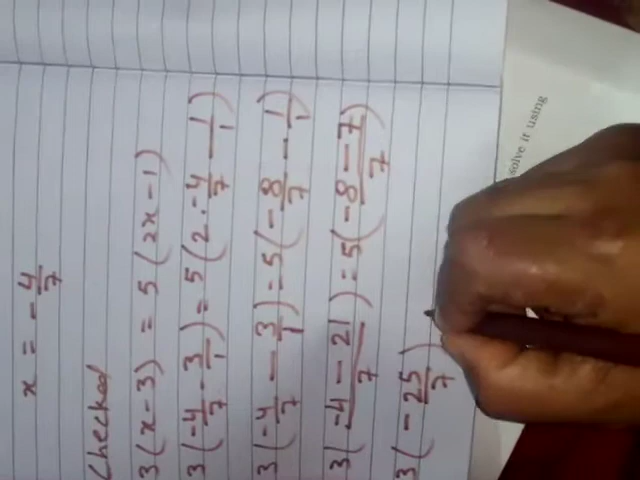 x = -4/7
Checked
3(x-3) = 5(2x-1)
3(-4/7 - 3/1) = 5(2·-4/7 - 1/1)
3(-4/7 - 3/1) = 5(-8/7 - 1/1)
3(-4-21/7) = 5(-8-7/7)
3(-25/7)
solve it using